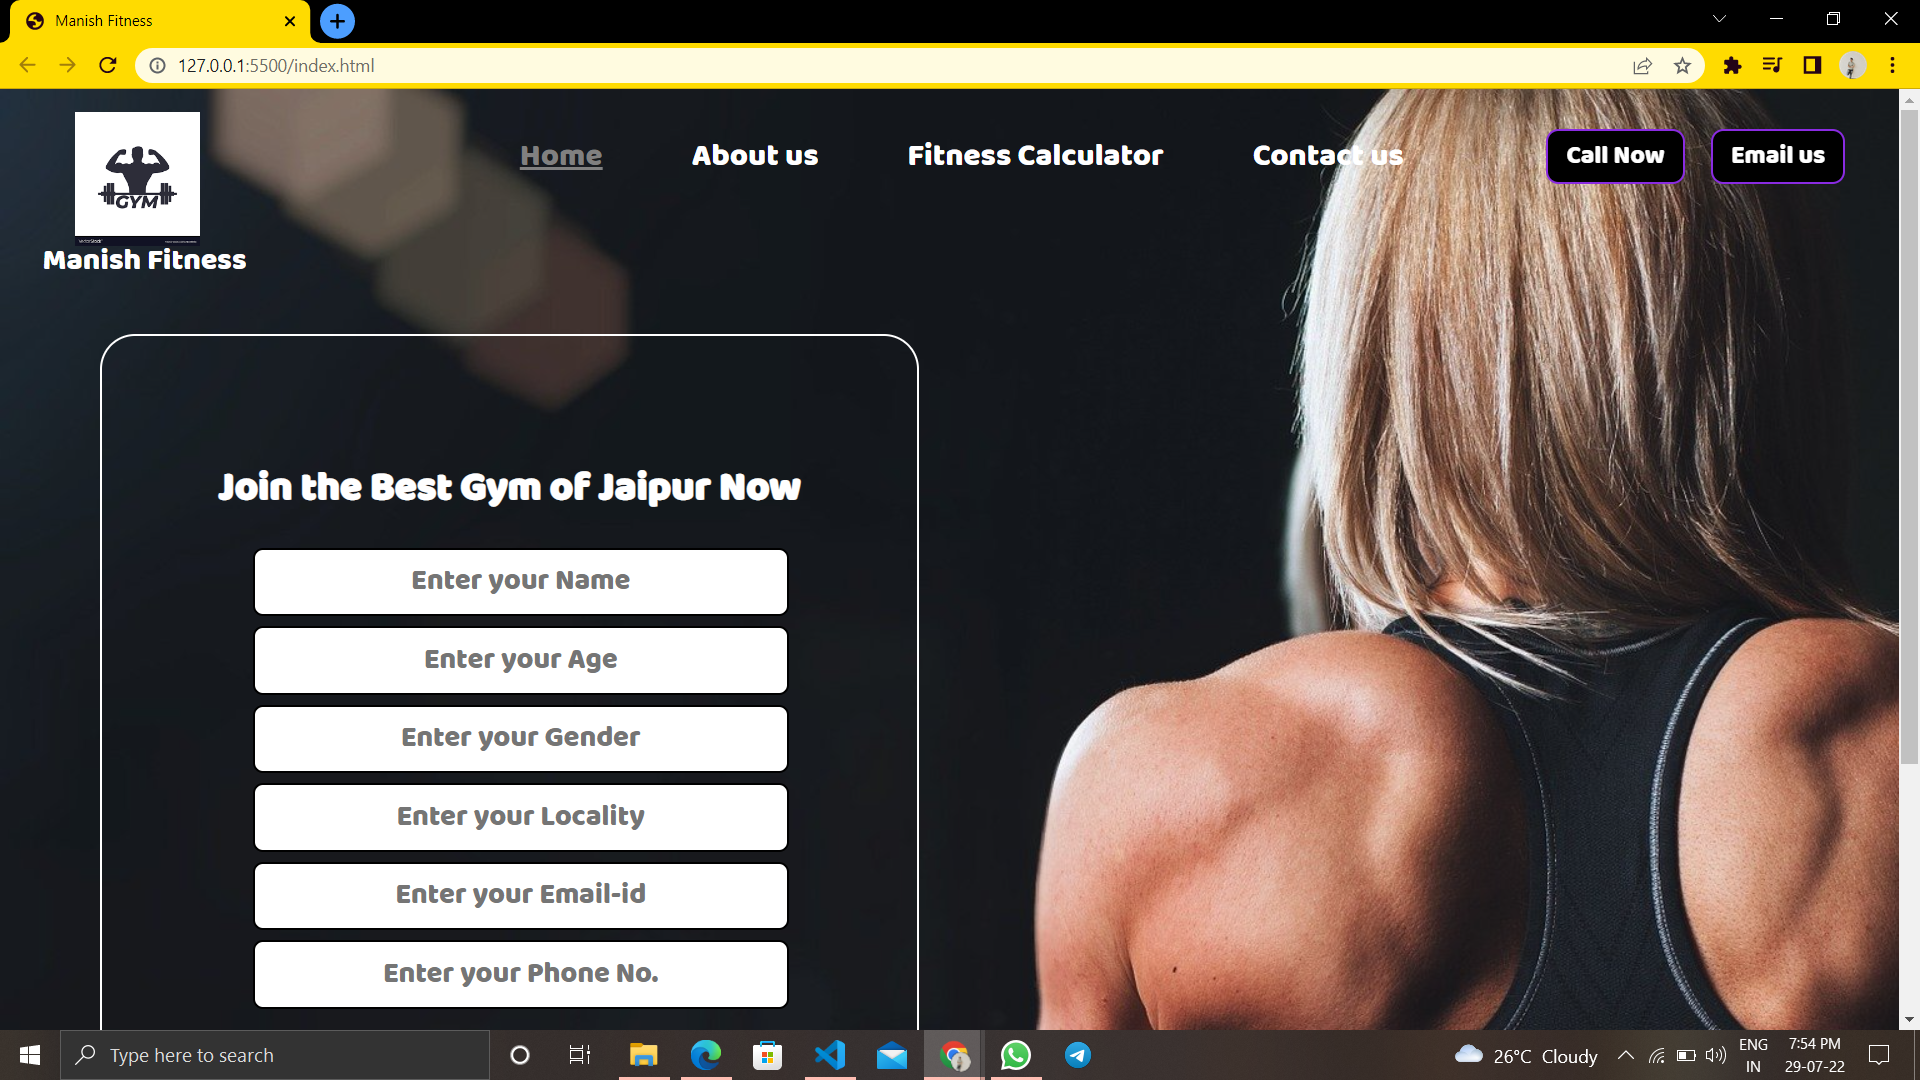 Manish Fitness
127.0.0.1:5500/index.html
GYM
VectorStock
Manish Fitness
Home
About us
Fitness Calculator
Contact us
Call Now
Email us
Join the Best Gym of Jaipur Now
Enter your Name
Enter your Age
Enter your Gender
Enter your Locality
Enter your Email-id
Enter your Phone No.
Type here to search
26°C Cloudy
ENG
IN
7:54 PM
29-07-22